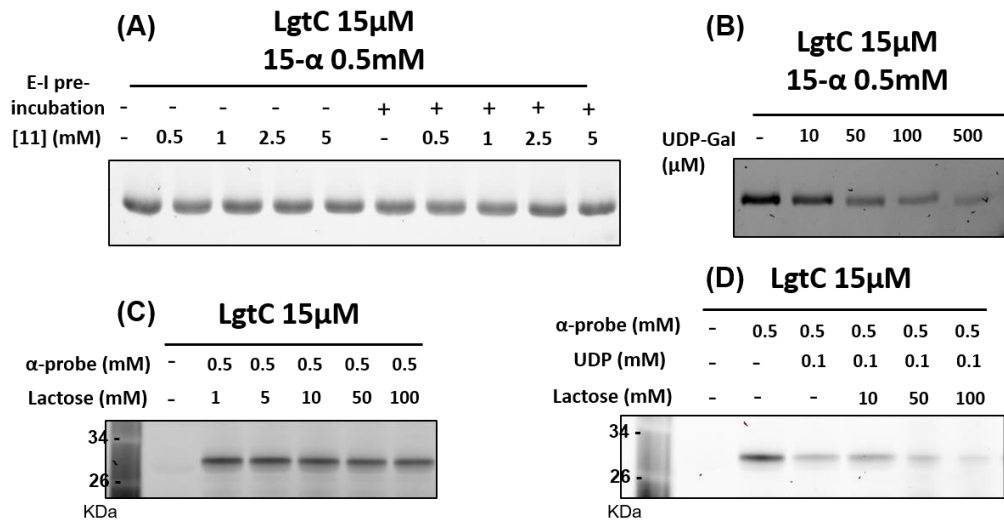 (A)
LgtC 15µM
15-α 0.5mM
E-I pre-
incubation - - - - - + + + + +
[11] (mM) - 0.5 1 2.5 5 - 0.5 1 2.5 5
(B)
LgtC 15µM
15-α 0.5mM
UDP-Gal - 10 50 100 500
(µM)
(C)
LgtC 15µM
α-probe (mM) - 0.5 0.5 0.5 0.5 0.5
Lactose (mM) - 1 5 10 50 100
34 -
26 -
KDa
(D)
LgtC 15µM
α-probe (mM) - 0.5 0.5 0.5 0.5 0.5
UDP (mM) - - 0.1 0.1 0.1 0.1
Lactose (mM) - - - 10 50 100
34 -
26 -
KDa